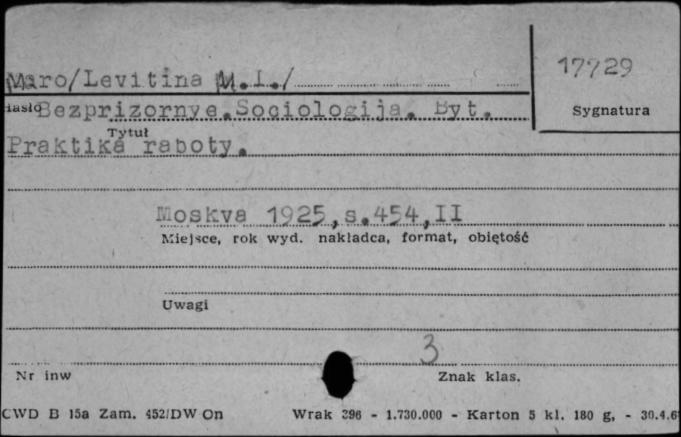 Maro/Levitina M.I./
17729
Hasło Bezprizornye.Sociologija. Byt.
Sygnatura
Tytuł
Praktika raboty.
Moskva 1925,s.454,II
Miejsce, rok wyd. nakładca, format, objętość
Uwagi
3
Nr inw
Znak klas.
CWD B 15a Zam. 452/DW On Wrak 396 - 1.730.000 - Karton 5 kl. 180 g, - 30.4.6